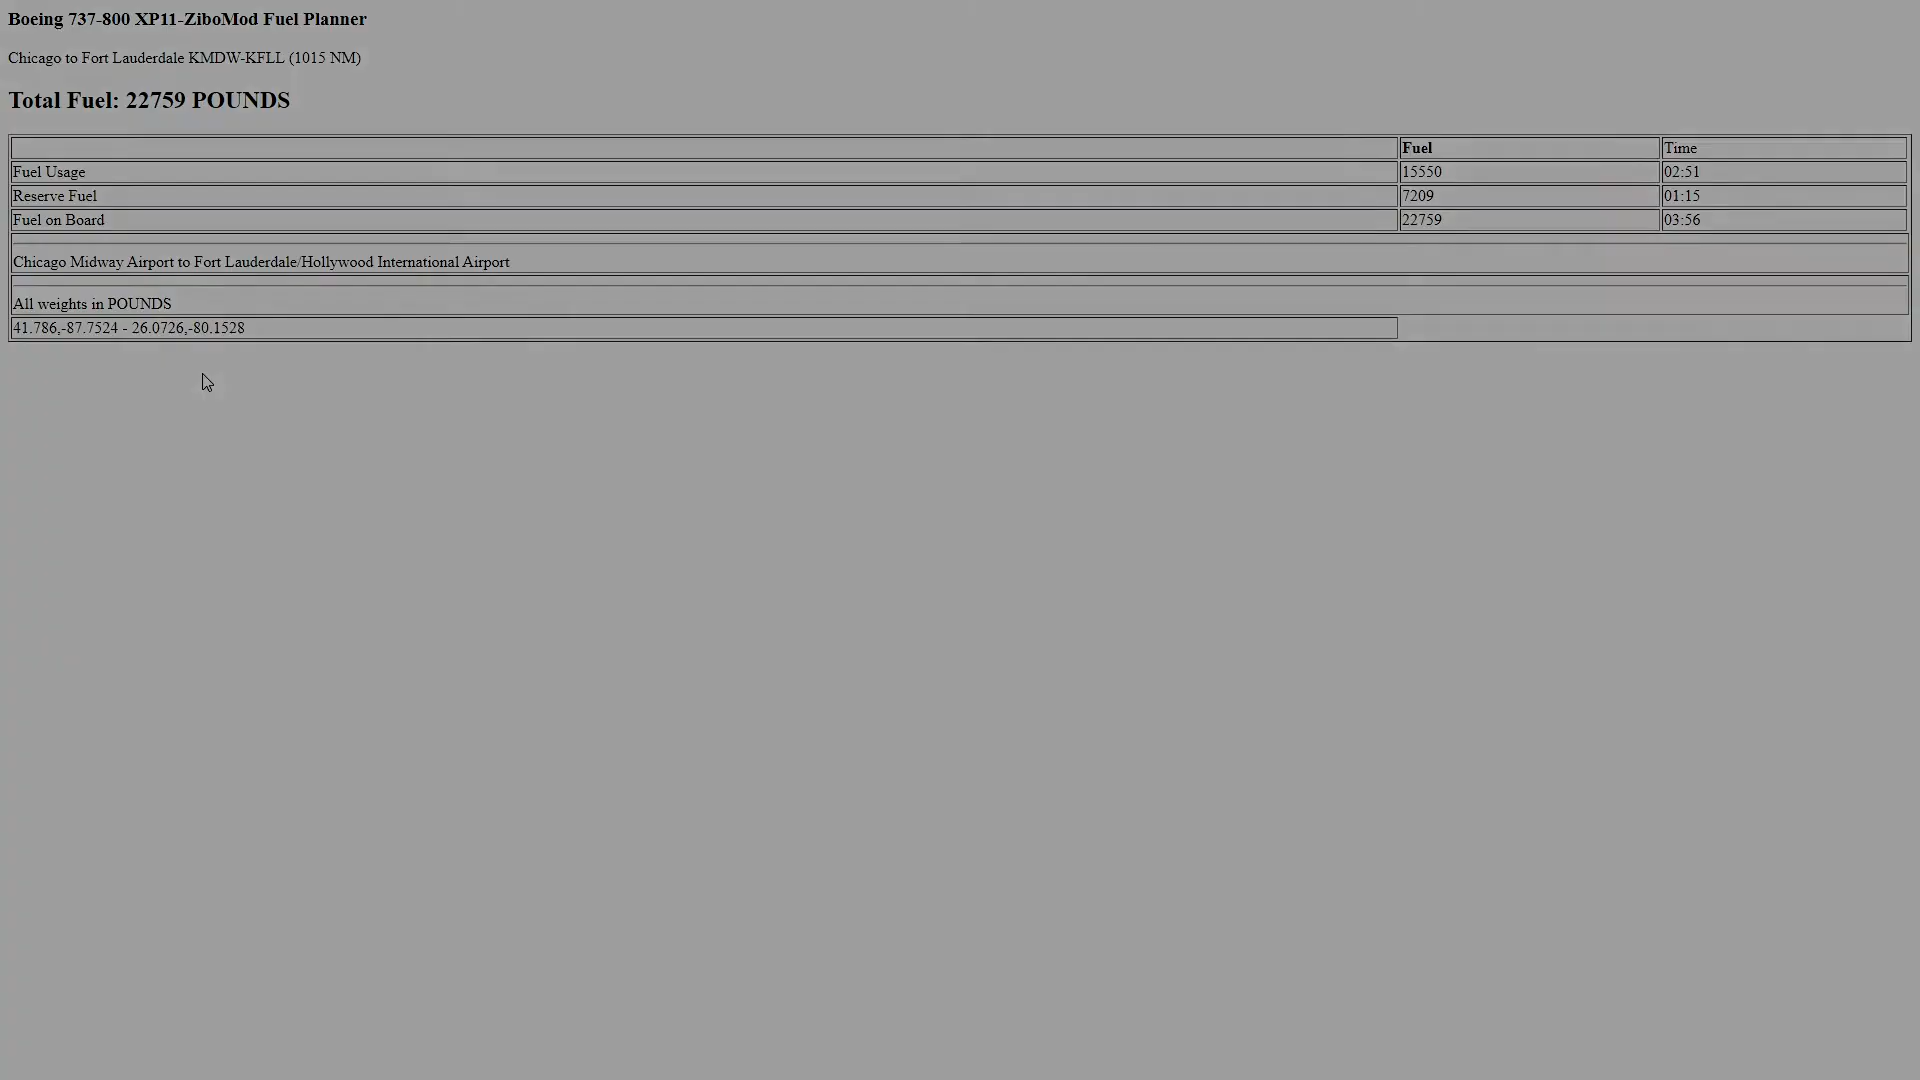 Boeing 737-800 XP11-ZiboMod Fuel Planner
Chicago to Fort Lauderdale KMDW-KFLL (1015 NM)
Total Fuel: 22759 POUNDS
Fuel Time
Fuel Usage 15550 02:51
Reserve Fuel 7209 01:15
Fuel on Board 22759 03:56
Chicago Midway Airport to Fort Lauderdale/Hollywood International Airport
All weights in POUNDS
41.786,-87.7524 - 26.0726,-80.1528